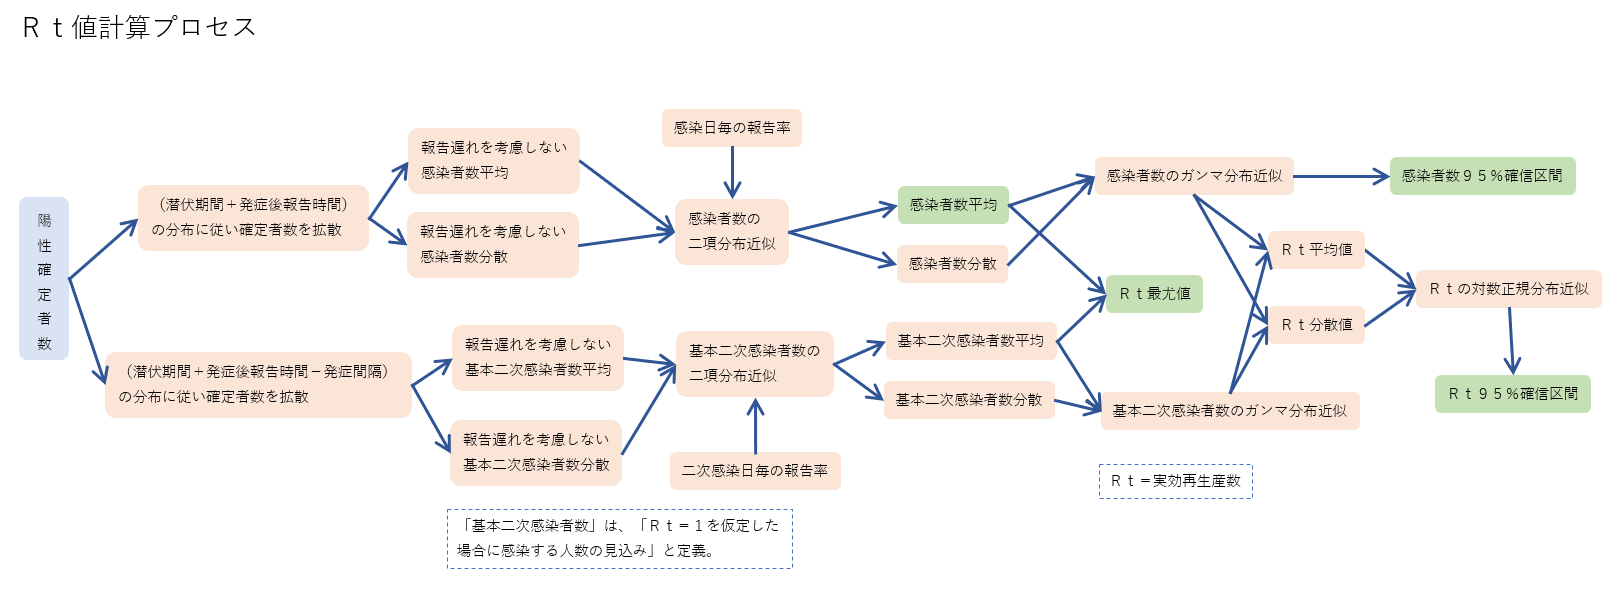 Ｒｔ値計算プロセス
陽性確定者数
（潜伏期間＋発症後報告時間）
の分布に従い確定者数を拡散
（潜伏期間＋発症後報告時間－発症間隔）
の分布に従い確定者数を拡散
報告遅れを考慮しない
感染者数平均
報告遅れを考慮しない
感染者数分散
報告遅れを考慮しない
基本二次感染者数平均
報告遅れを考慮しない
基本二次感染者数分散
感染日毎の報告率
感染者数の
二項分布近似
基本二次感染者数の
二項分布近似
二次感染日毎の報告率
感染者数平均
感染者数分散
基本二次感染者数平均
基本二次感染者数分散
感染者数のガンマ分布近似
Ｒｔ最尤値
基本二次感染者数のガンマ分布近似
Ｒｔ平均値
Ｒｔ分散値
感染者数９５％確信区間
Ｒｔの対数正規分布近似
Ｒｔ９５％確信区間
Ｒｔ＝実効再生産数
「基本二次感染者数」は、「Ｒｔ＝１を仮定した
場合に感染する人数の見込み」と定義。